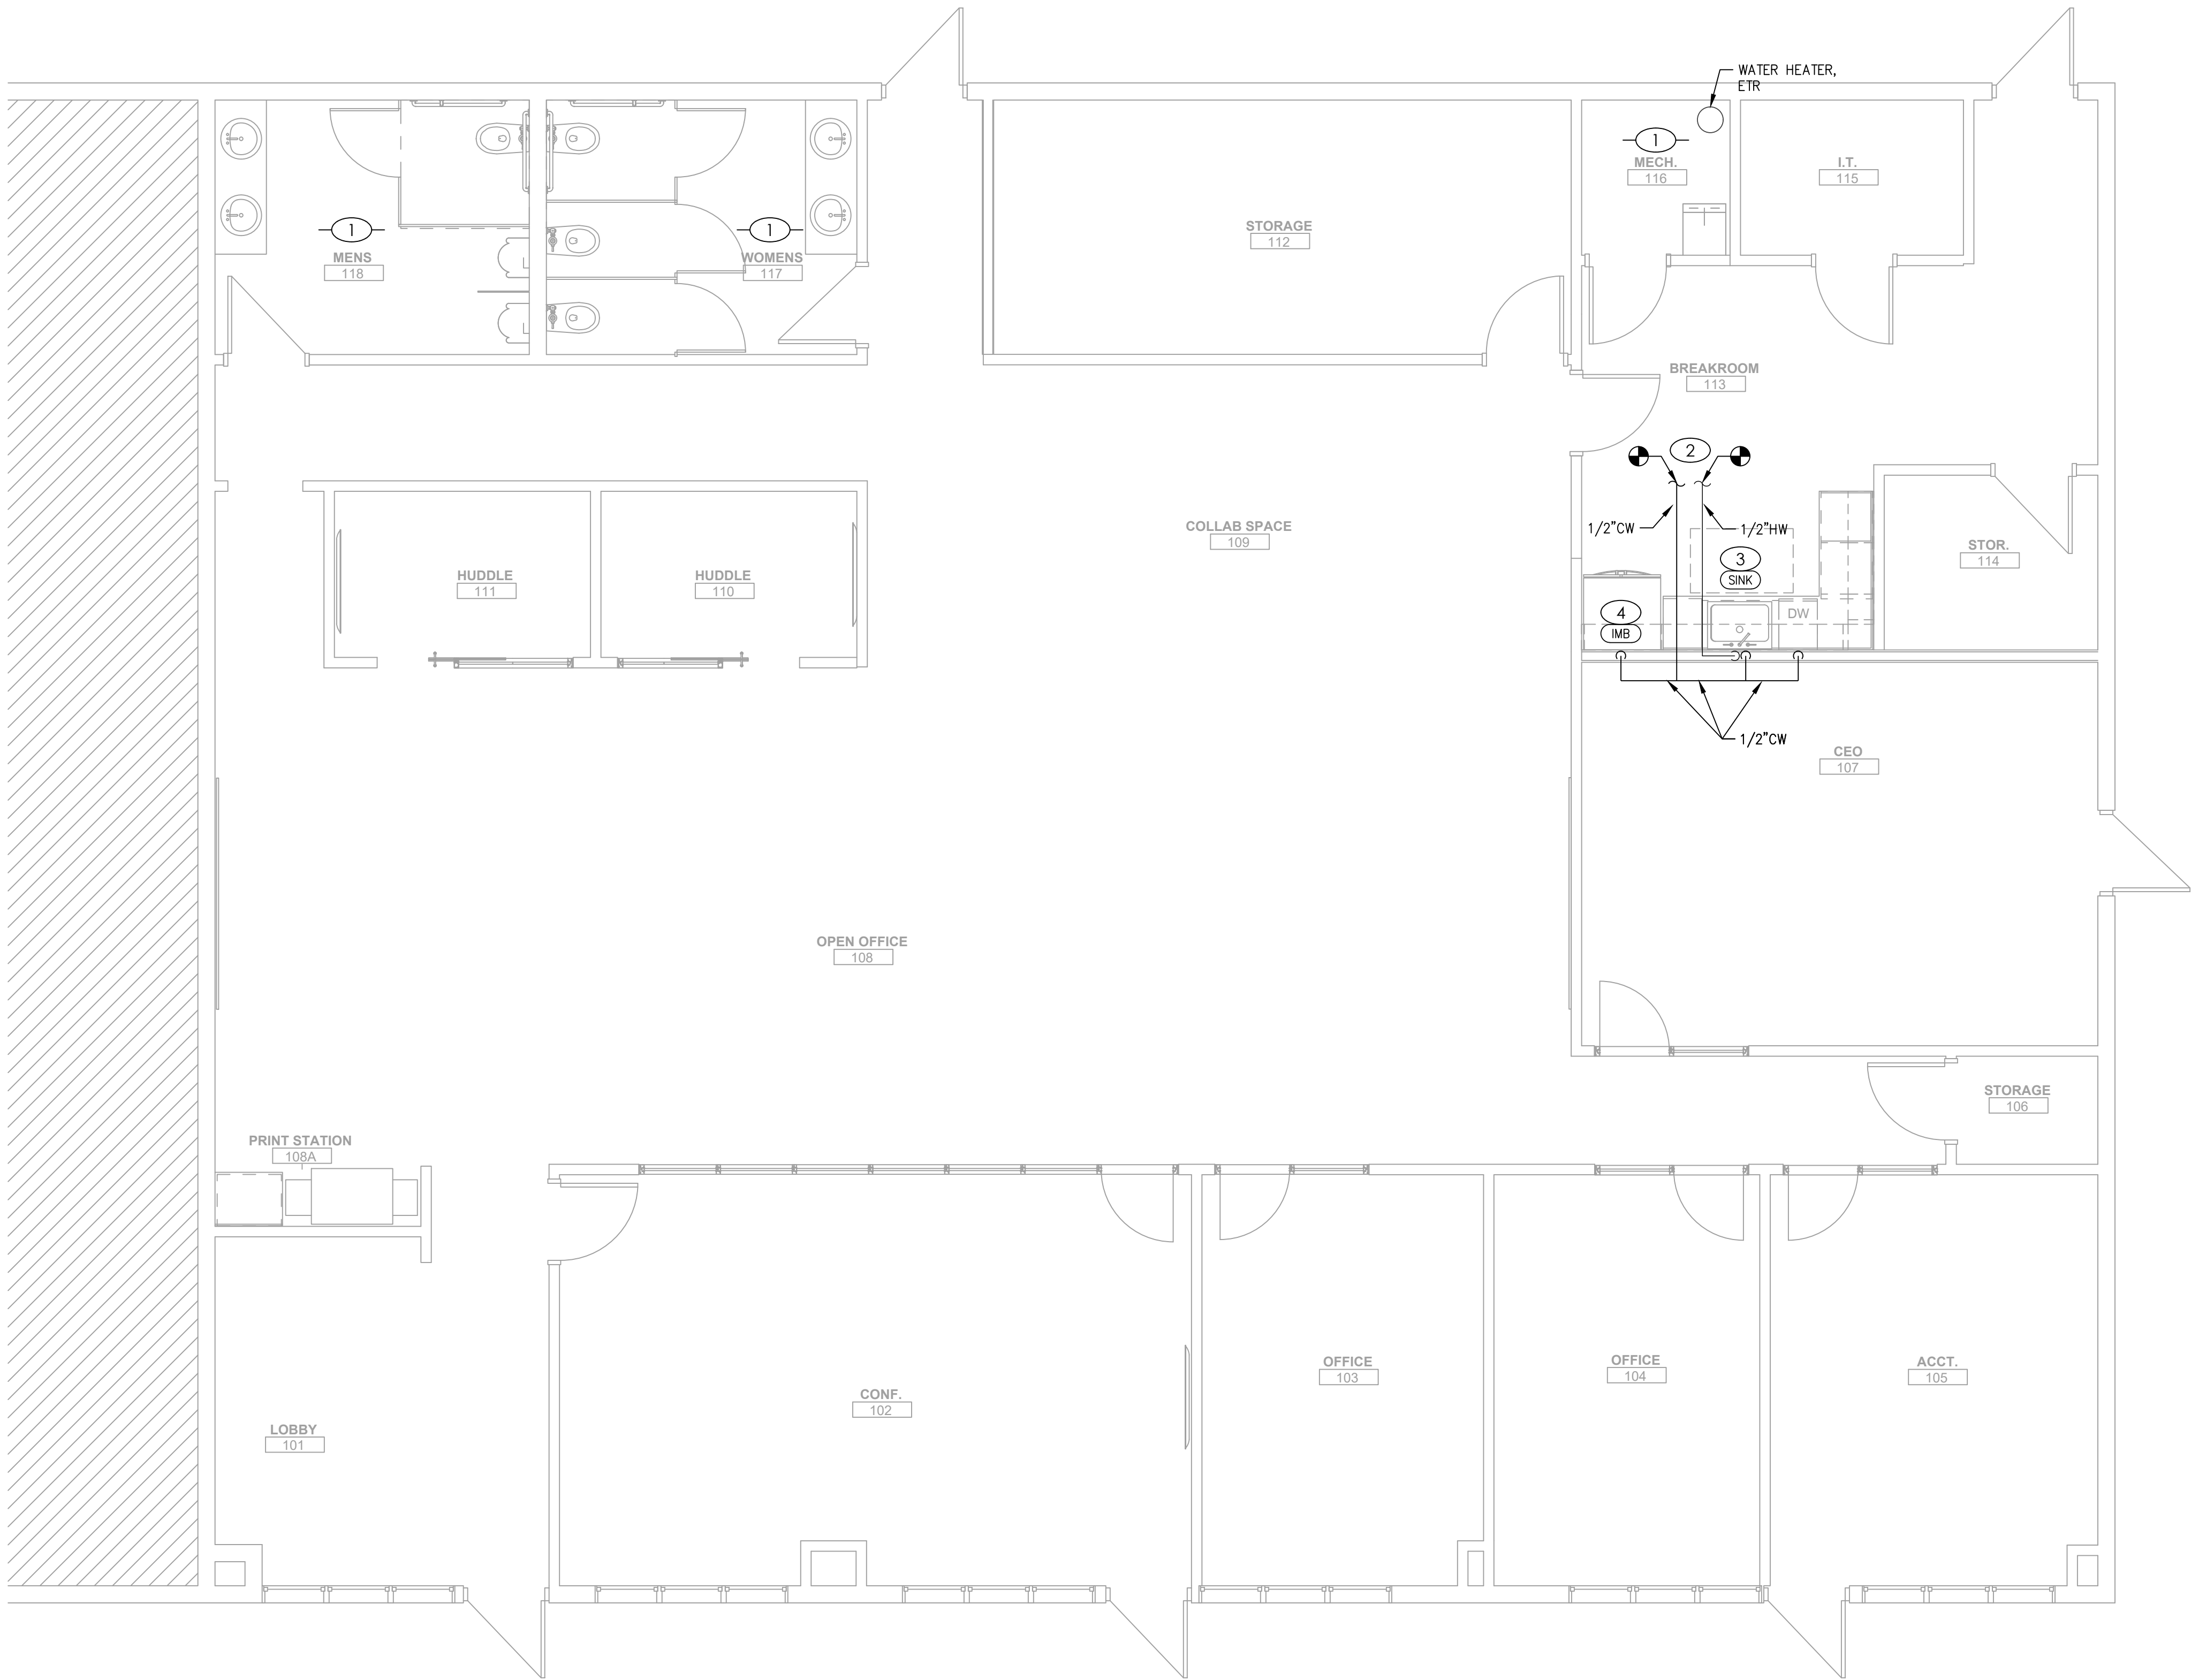 WATER HEATER,
ETR
1
MECH.
116
I.T.
115
1
MENS
118
1
WOMENS
117
STORAGE
112
BREAKROOM
113
2
1/2"CW
1/2"HW
COLLAB SPACE
109
3
SINK
STOR.
114
HUDDLE
111
HUDDLE
110
4
IMB
DW
1/2"CW
CEO
107
OPEN OFFICE
108
STORAGE
106
PRINT STATION
108A
OFFICE
103
OFFICE
104
ACCT.
105
CONF.
102
LOBBY
101